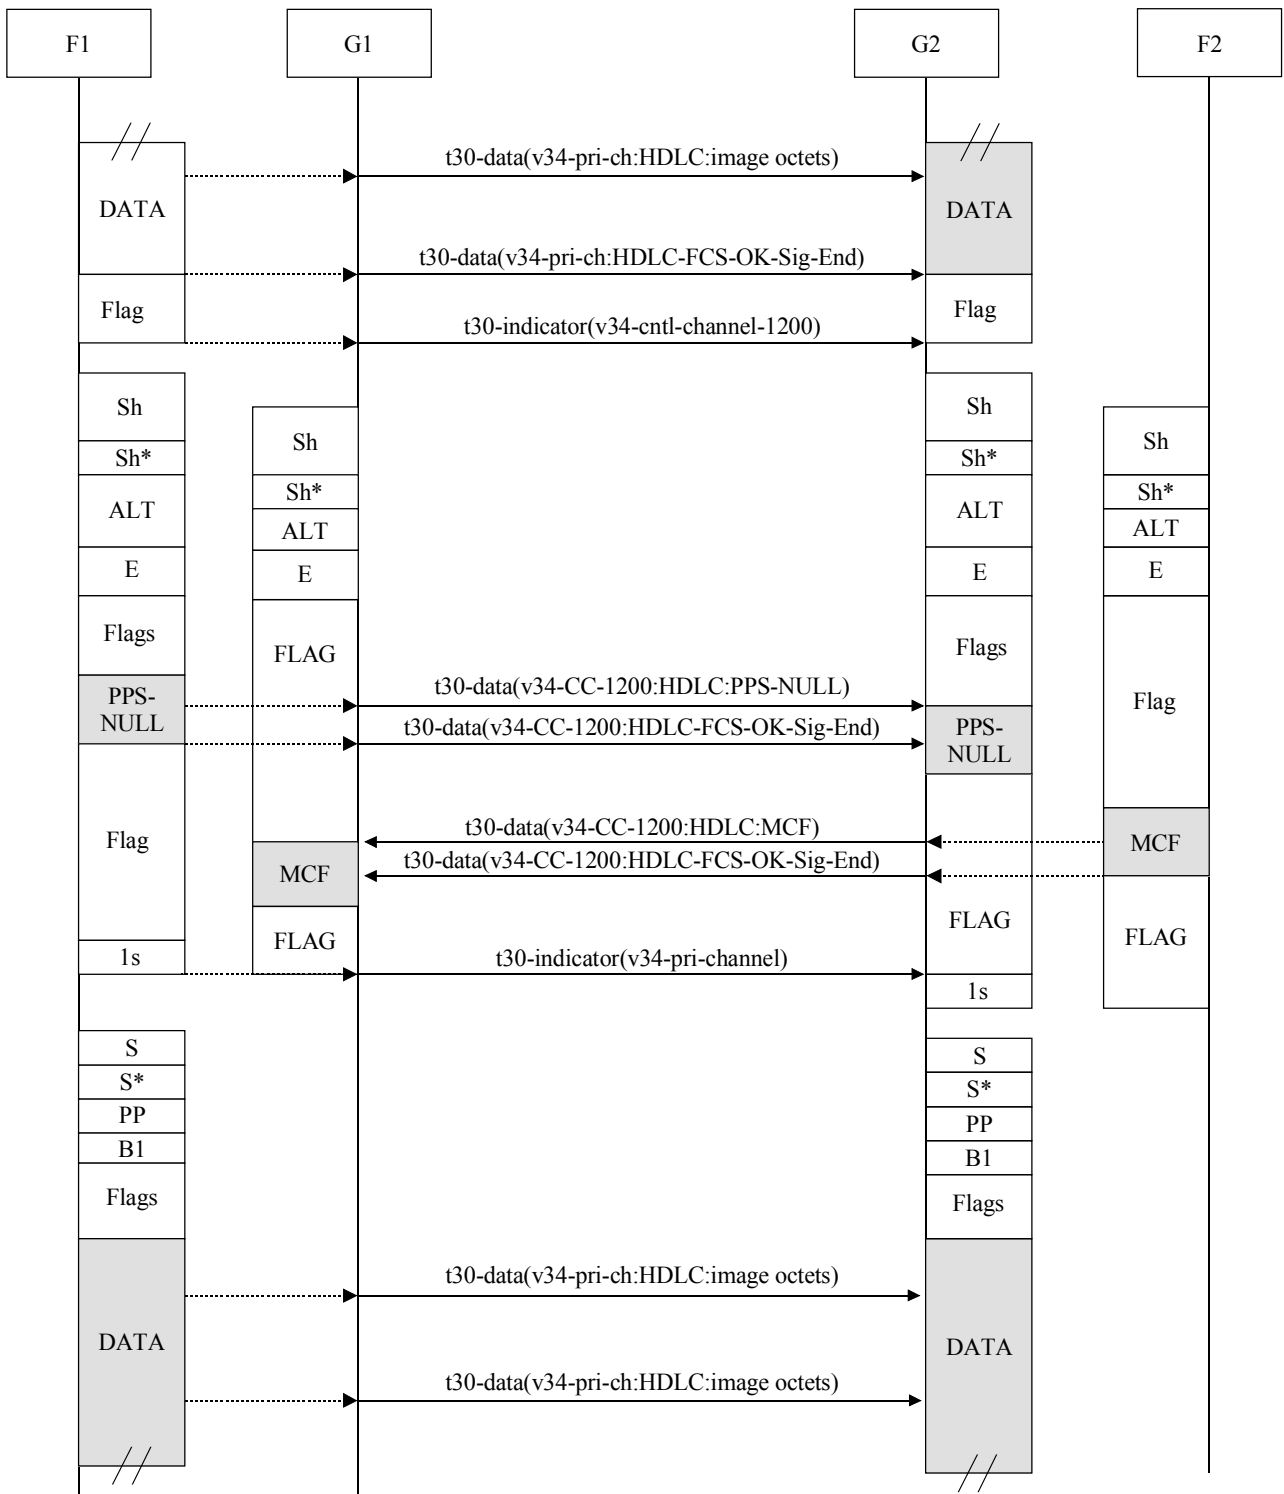 F1
G1
G2
F2
t30-data(v34-pri-ch:HDLC:image octets)
DATA
DATA
t30-data(v34-pri-ch:HDLC-FCS-OK-Sig-End)
Flag
Flag
t30-indicator(v34-cntl-channel-1200)
Sh
Sh
Sh
Sh
Sh*
Sh*
Sh*
Sh*
ALT
ALT
ALT
ALT
E
E
E
E
Flags
FLAG
Flags
Flag
PPS-
NULL
t30-data(v34-CC-1200:HDLC:PPS-NULL)
t30-data(v34-CC-1200:HDLC-FCS-OK-Sig-End)
PPS-
NULL
Flag
t30-data(v34-CC-1200:HDLC:MCF)
t30-data(v34-CC-1200:HDLC-FCS-OK-Sig-End)
MCF
MCF
FLAG
FLAG
FLAG
1s
t30-indicator(v34-pri-channel)
1s
S
S
S*
S*
PP
PP
B1
B1
Flags
Flags
t30-data(v34-pri-ch:HDLC:image octets)
DATA
DATA
t30-data(v34-pri-ch:HDLC:image octets)